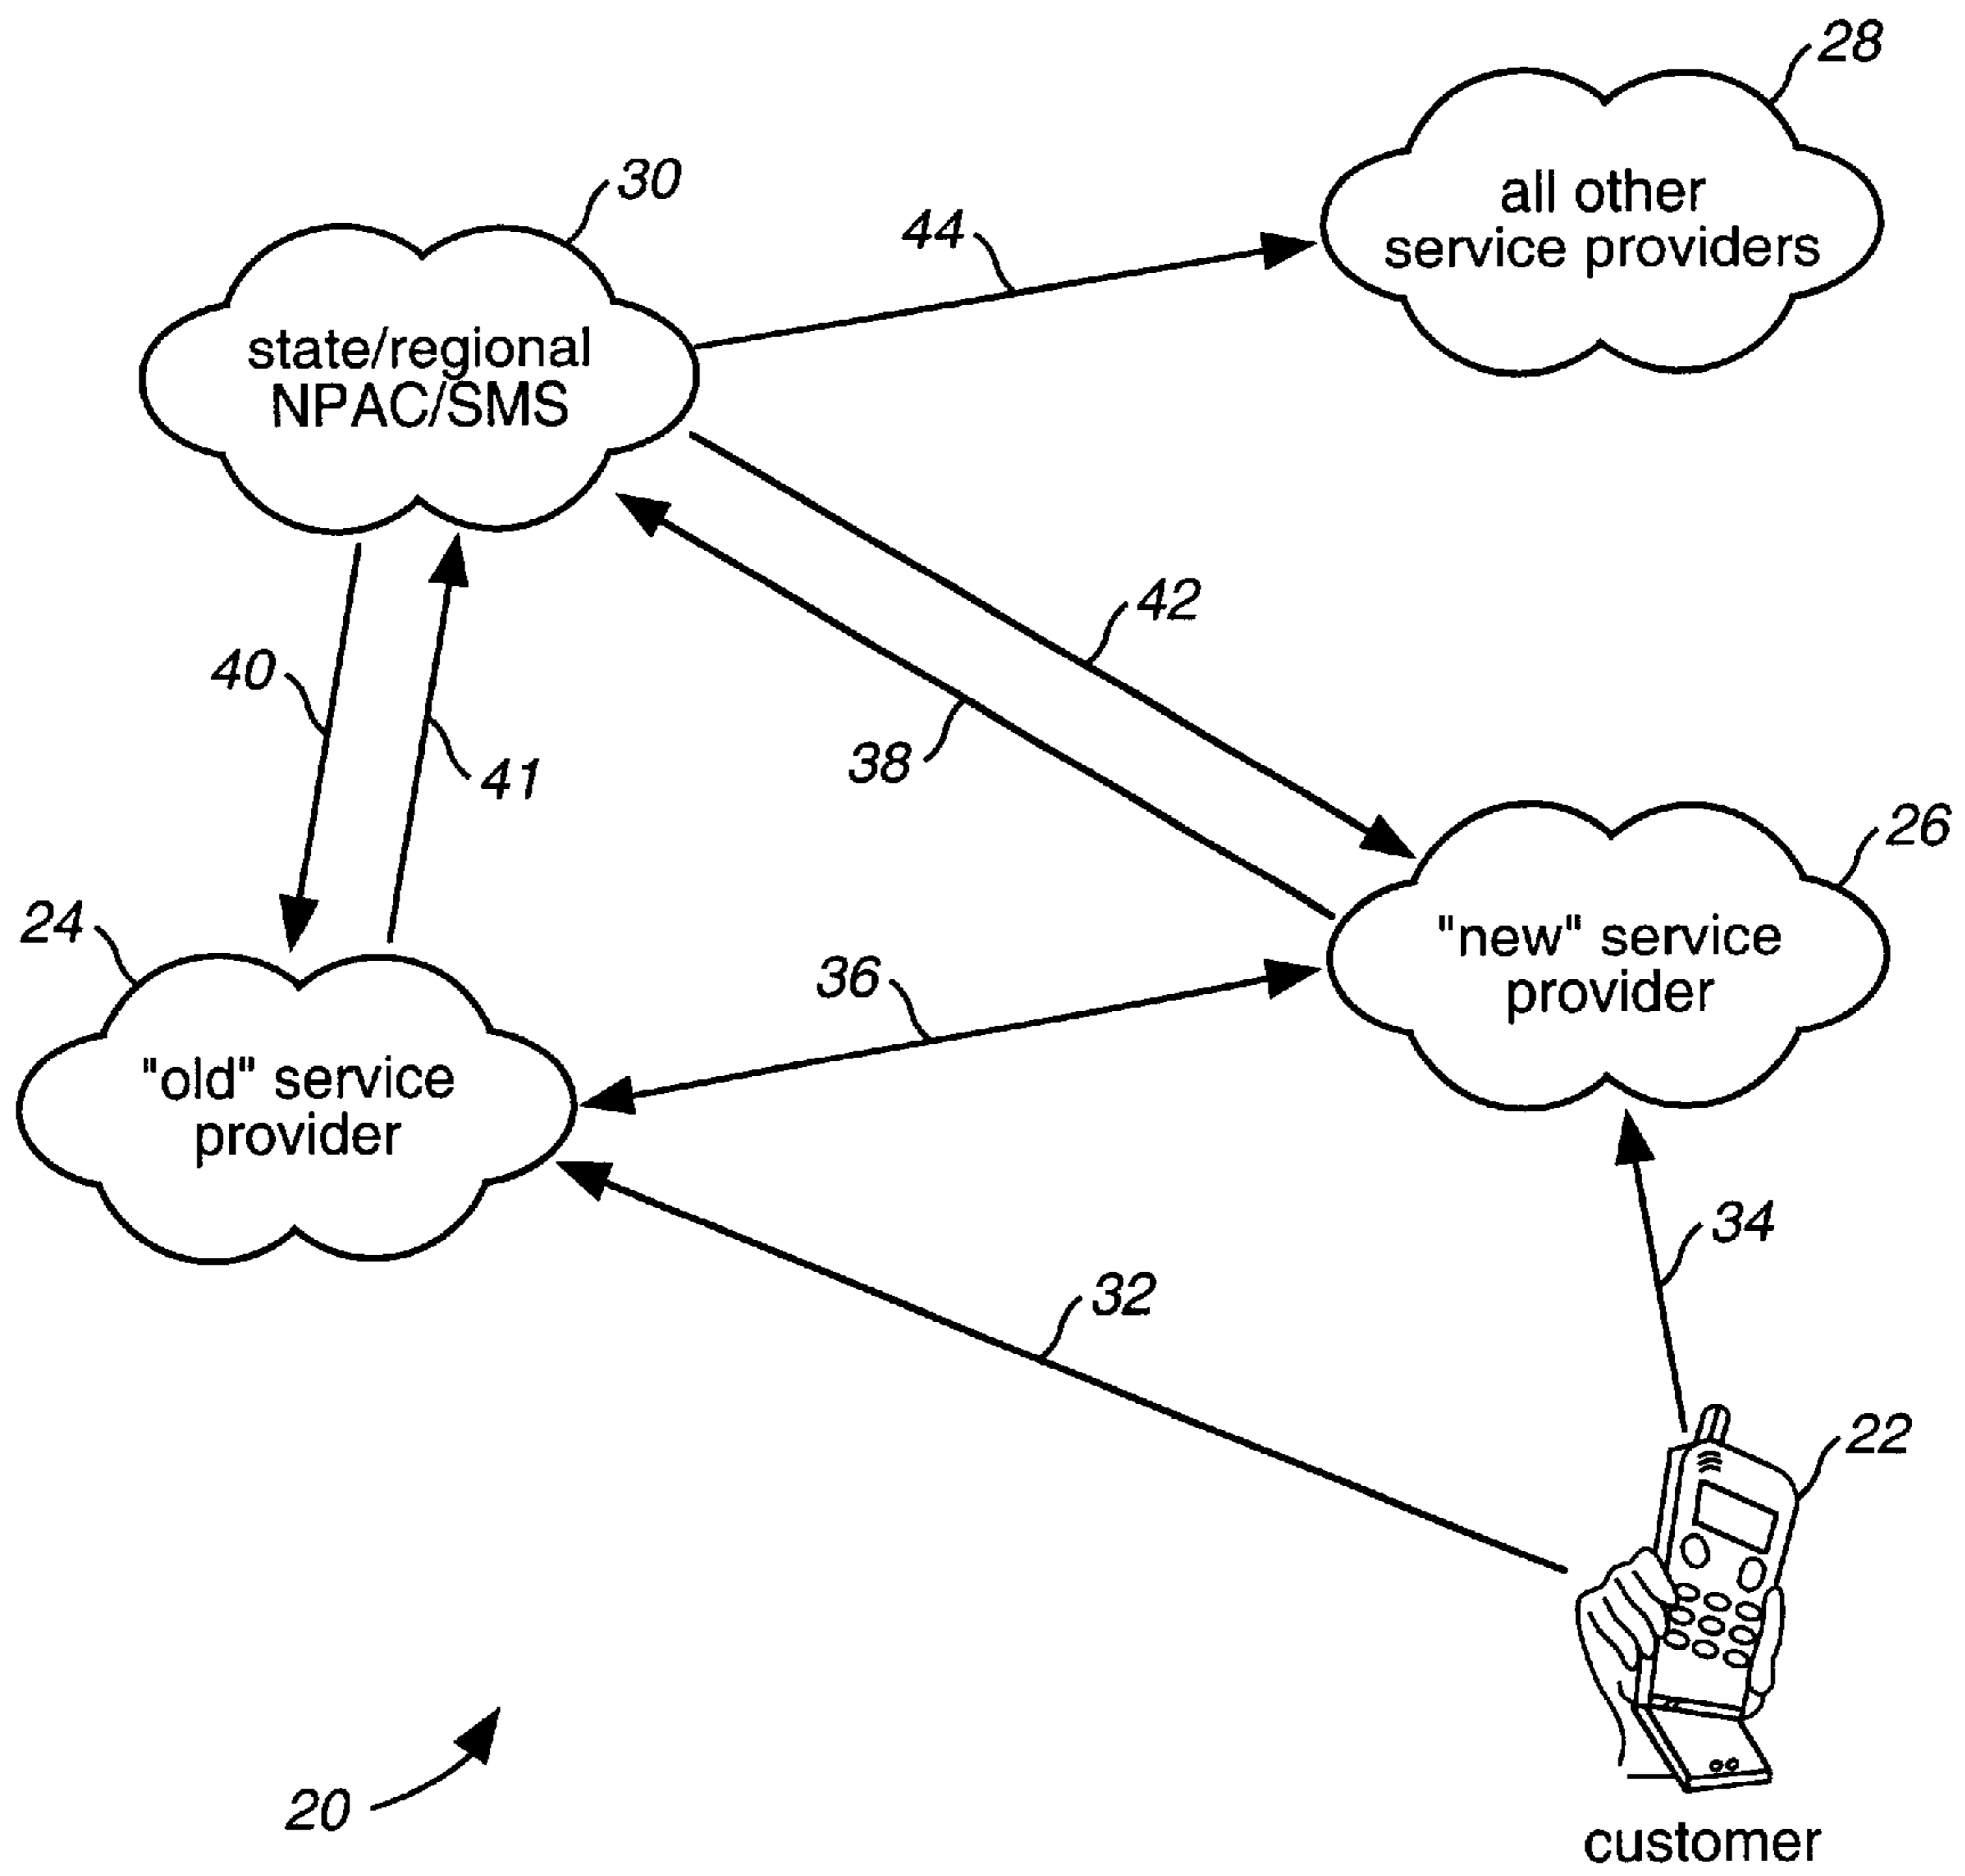 28
all other
service providers
30
44
state/regional
NPAC/SMS
42
40
38
41
26
24
"new" service
provider
36
"old" service
provider
34
32
22
20
customer